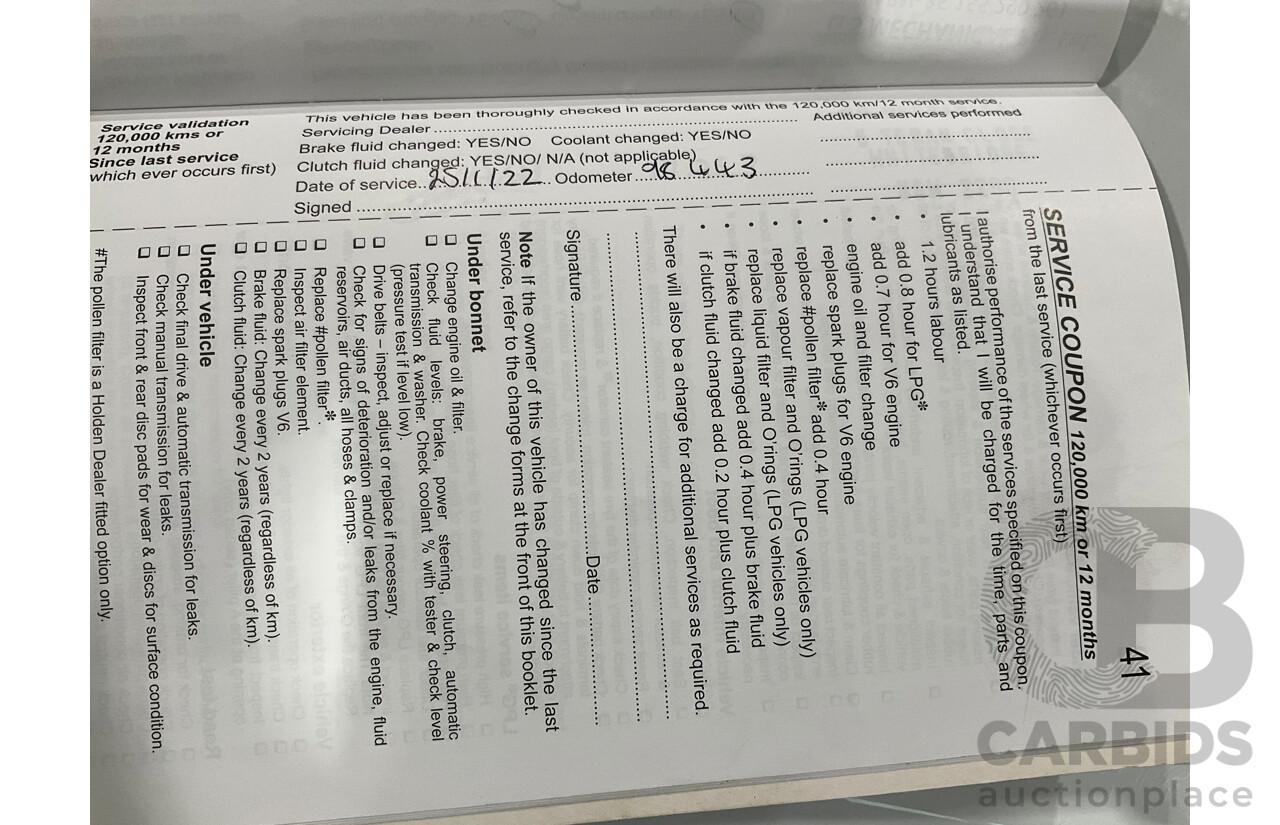 Service validation
120,000 kms or
12 months
Since last service
which ever occurs first)
This vehicle has been thoroughly checked in accordance with the 120,000 km/12 month service.
Servicing Dealer
Brake fluid changed: YES/NO Coolant changed: YES/NO
Clutch fluid changed: YES/NO/ N/A (not applicable)
Date of service..25/1/22..Odometer...98 443
Signed
Additional services performed
41
SERVICE COUPON 120,000 km or 12 months
from the last service (whichever occurs first)
I authorise performance of the services specified on this coupon.
I understand that I will be charged for the time, parts and
lubricants as listed.
• 1.2 hours labour
• add 0.8 hour for LPG*
• add 0.7 hour for V6 engine
• engine oil and filter change
• replace spark plugs for V6 engine
• replace #pollen filter* add 0.4 hour
• replace vapour filter and O'rings (LPG vehicles only)
• replace liquid filter and O'rings (LPG vehicles only)
• if brake fluid changed add 0.4 hour plus brake fluid
• if clutch fluid changed add 0.2 hour plus clutch fluid
There will also be a charge for additional services as required.
Signature Date
Note If the owner of this vehicle has changed since the last
service, refer to the change forms at the front of this booklet.
Under bonnet
❏ Change engine oil & filter.
❏ Check fluid levels: brake, power steering, clutch, automatic
transmission & washer. Check coolant % with tester & check level
(pressure test if level low).
❏ Drive belts – inspect, adjust or replace if necessary.
❏ Check for signs of deterioration and/or leaks from the engine, fluid
reservoirs, air ducts, all hoses & clamps.
❏ Replace #pollen filter*.
❏ Inspect air filter element.
❏ Replace spark plugs V6.
❏ Brake fluid: Change every 2 years (regardless of km).
❏ Clutch fluid: Change every 2 years (regardless of km).
Under vehicle
❏ Check final drive & automatic transmission for leaks.
❏ Check manual transmission for leaks.
❏ Inspect front & rear disc pads for wear & discs for surface condition.
#The pollen filter is a Holden Dealer fitted option only.
CB
CARBIDS
auctionplace